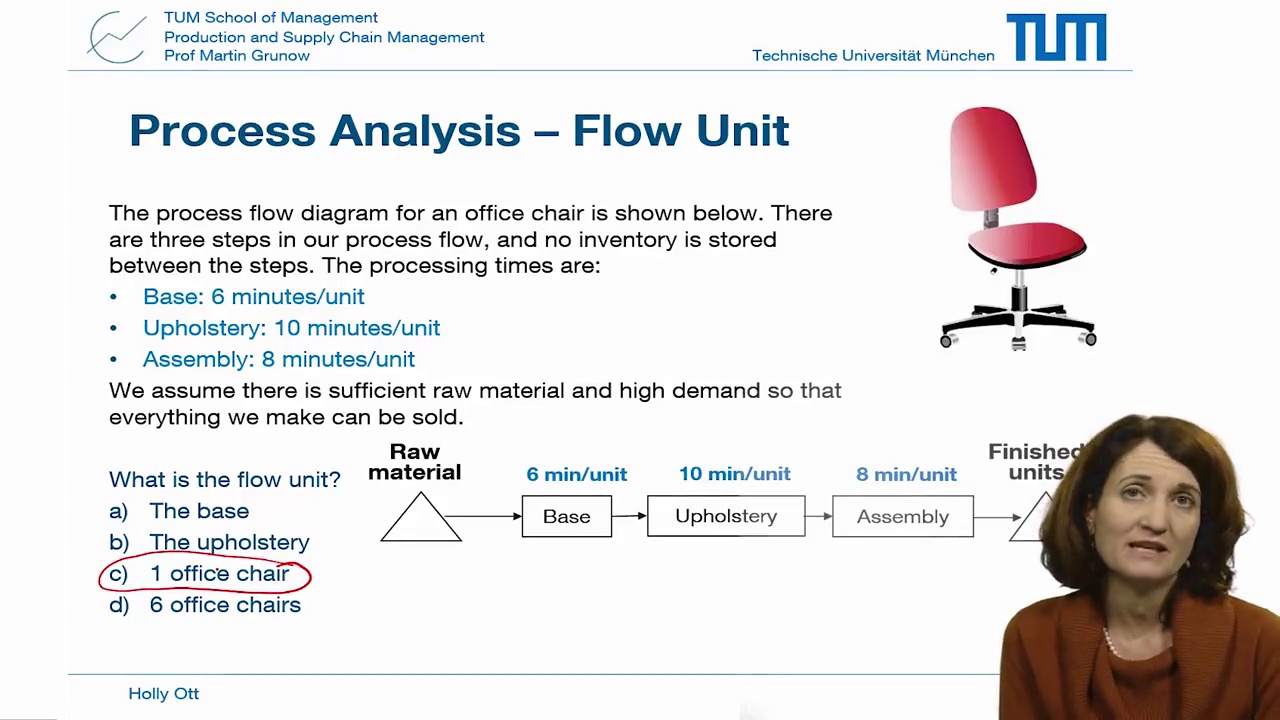 TUM School of Management
Production and Supply Chain Management
Prof Martin Grunow
Technische Universität München
TUM
Process Analysis – Flow Unit
The process flow diagram for an office chair is shown below. There
are three steps in our process flow, and no inventory is stored
between the steps. The processing times are:
• Base: 6 minutes/unit
• Upholstery: 10 minutes/unit
• Assembly: 8 minutes/unit
We assume there is sufficient raw material and high demand so that
everything we make can be sold.
What is the flow unit?
a) The base
b) The upholstery
c) 1 office chair
d) 6 office chairs
Raw
material
6 min/unit
Base
10 min/unit
Upholstery
8 min/unit
Assembly
Finished
units
Holly Ott